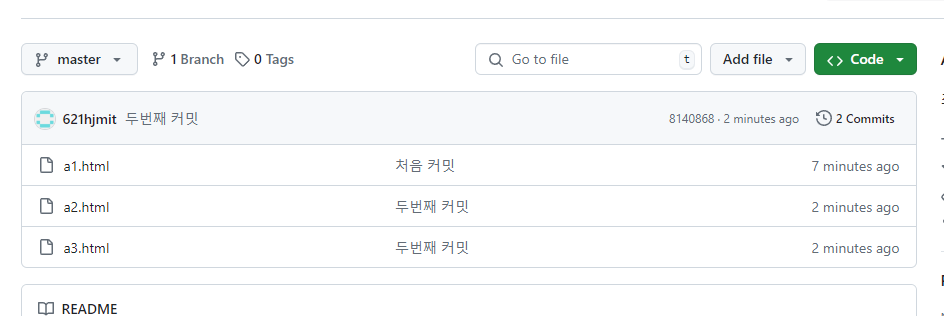 master 1 Branch 0 Tags Go to file t Add file Code
621hjmit 두번째 커밋 8140868 · 2 minutes ago 2 Commits
a1.html 처음 커밋 7 minutes ago
a2.html 두번째 커밋 2 minutes ago
a3.html 두번째 커밋 2 minutes ago
README